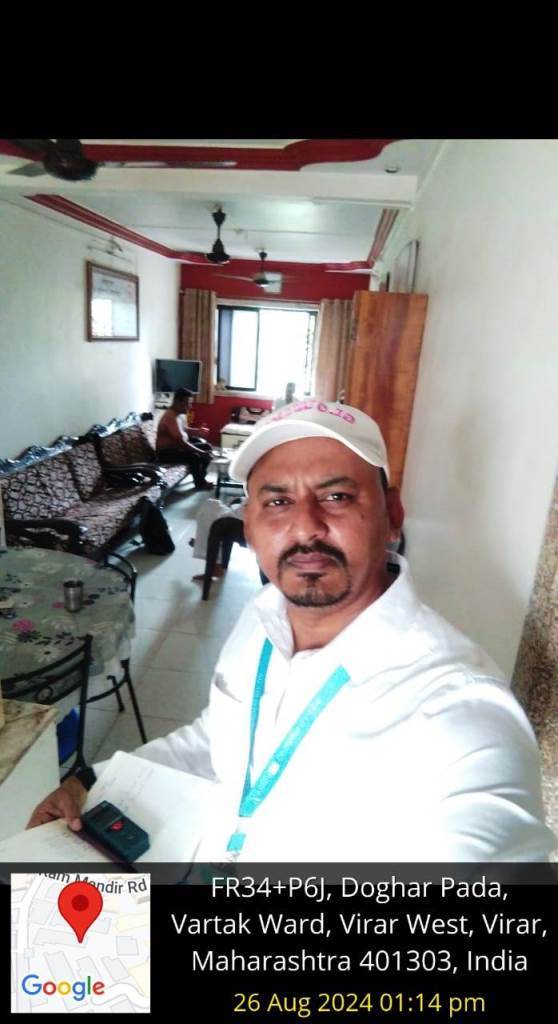 Ram Mandir Rd
Google
FR34+P6J, Doghar Pada,
Vartak Ward, Virar West, Virar,
Maharashtra 401303, India
26 Aug 2024 01:14 pm